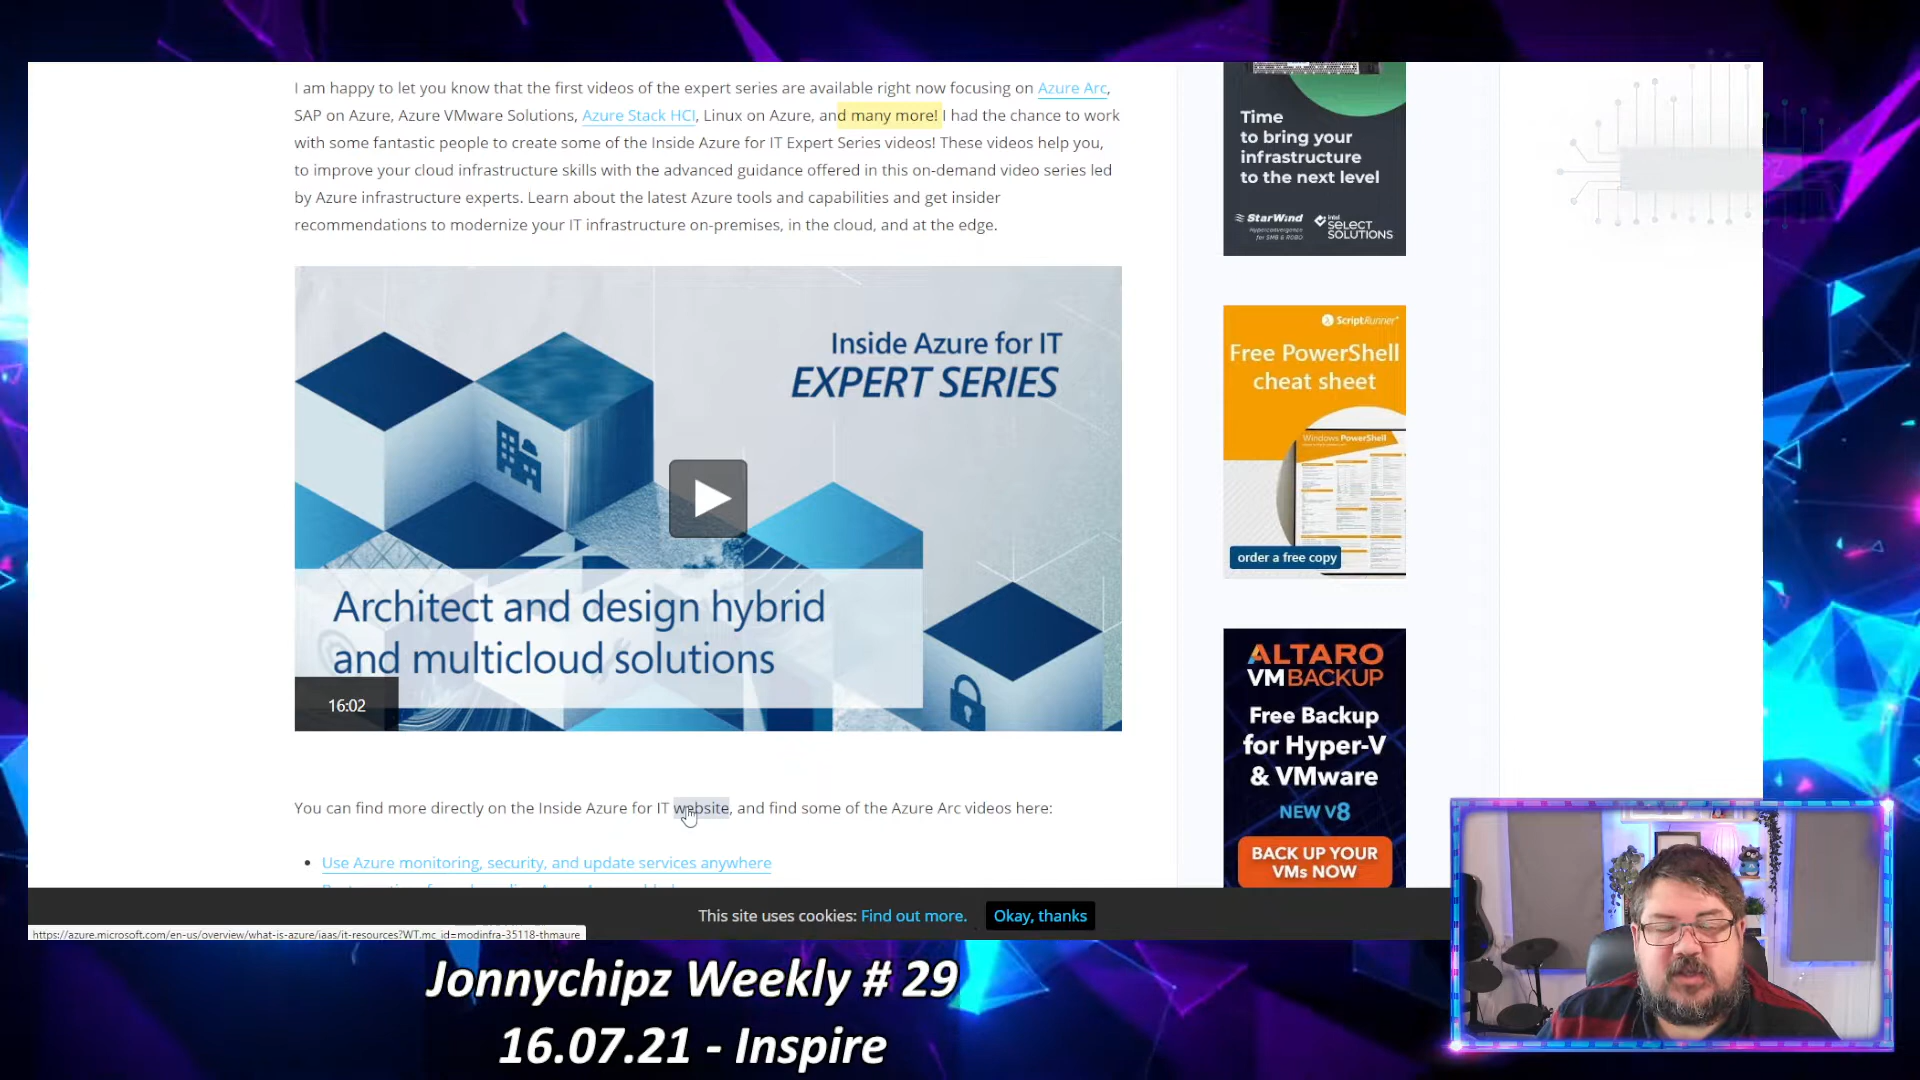 I am happy to let you know that the first videos of the expert series are available right now focusing on Azure Arc,
SAP on Azure, Azure VMware Solutions, Azure Stack HCI, Linux on Azure, and many more! I had the chance to work
with some fantastic people to create some of the Inside Azure for IT Expert Series videos! These videos help you,
to improve your cloud infrastructure skills with the advanced guidance offered in this on-demand video series led
by Azure infrastructure experts. Learn about the latest Azure tools and capabilities and get insider
recommendations to modernize your IT infrastructure on-premises, in the cloud, and at the edge.
Inside Azure for IT
EXPERT SERIES
Architect and design hybrid
and multicloud solutions
16:02
You can find more directly on the Inside Azure for IT website, and find some of the Azure Arc videos here:
• Use Azure monitoring, security, and update services anywhere
Time
to bring your
infrastructure
to the next level
StarWind
Hyperconvergence
for SMB & ROBO
intel
SELECT
SOLUTIONS
ScriptRunner
Free PowerShell
cheat sheet
Windows PowerShell
order a free copy
ALTARO
VM BACKUP
Free Backup
for Hyper-V
& VMware
NEW V8
BACK UP YOUR
VMs NOW
This site uses cookies: Find out more. Okay, thanks
https://azure.microsoft.com/en-us/overview/what-is-azure/iaas/it-resources?WT.mc_id=modinfra-35118-thmaure
Jonnychipz Weekly # 29
16.07.21 - Inspire